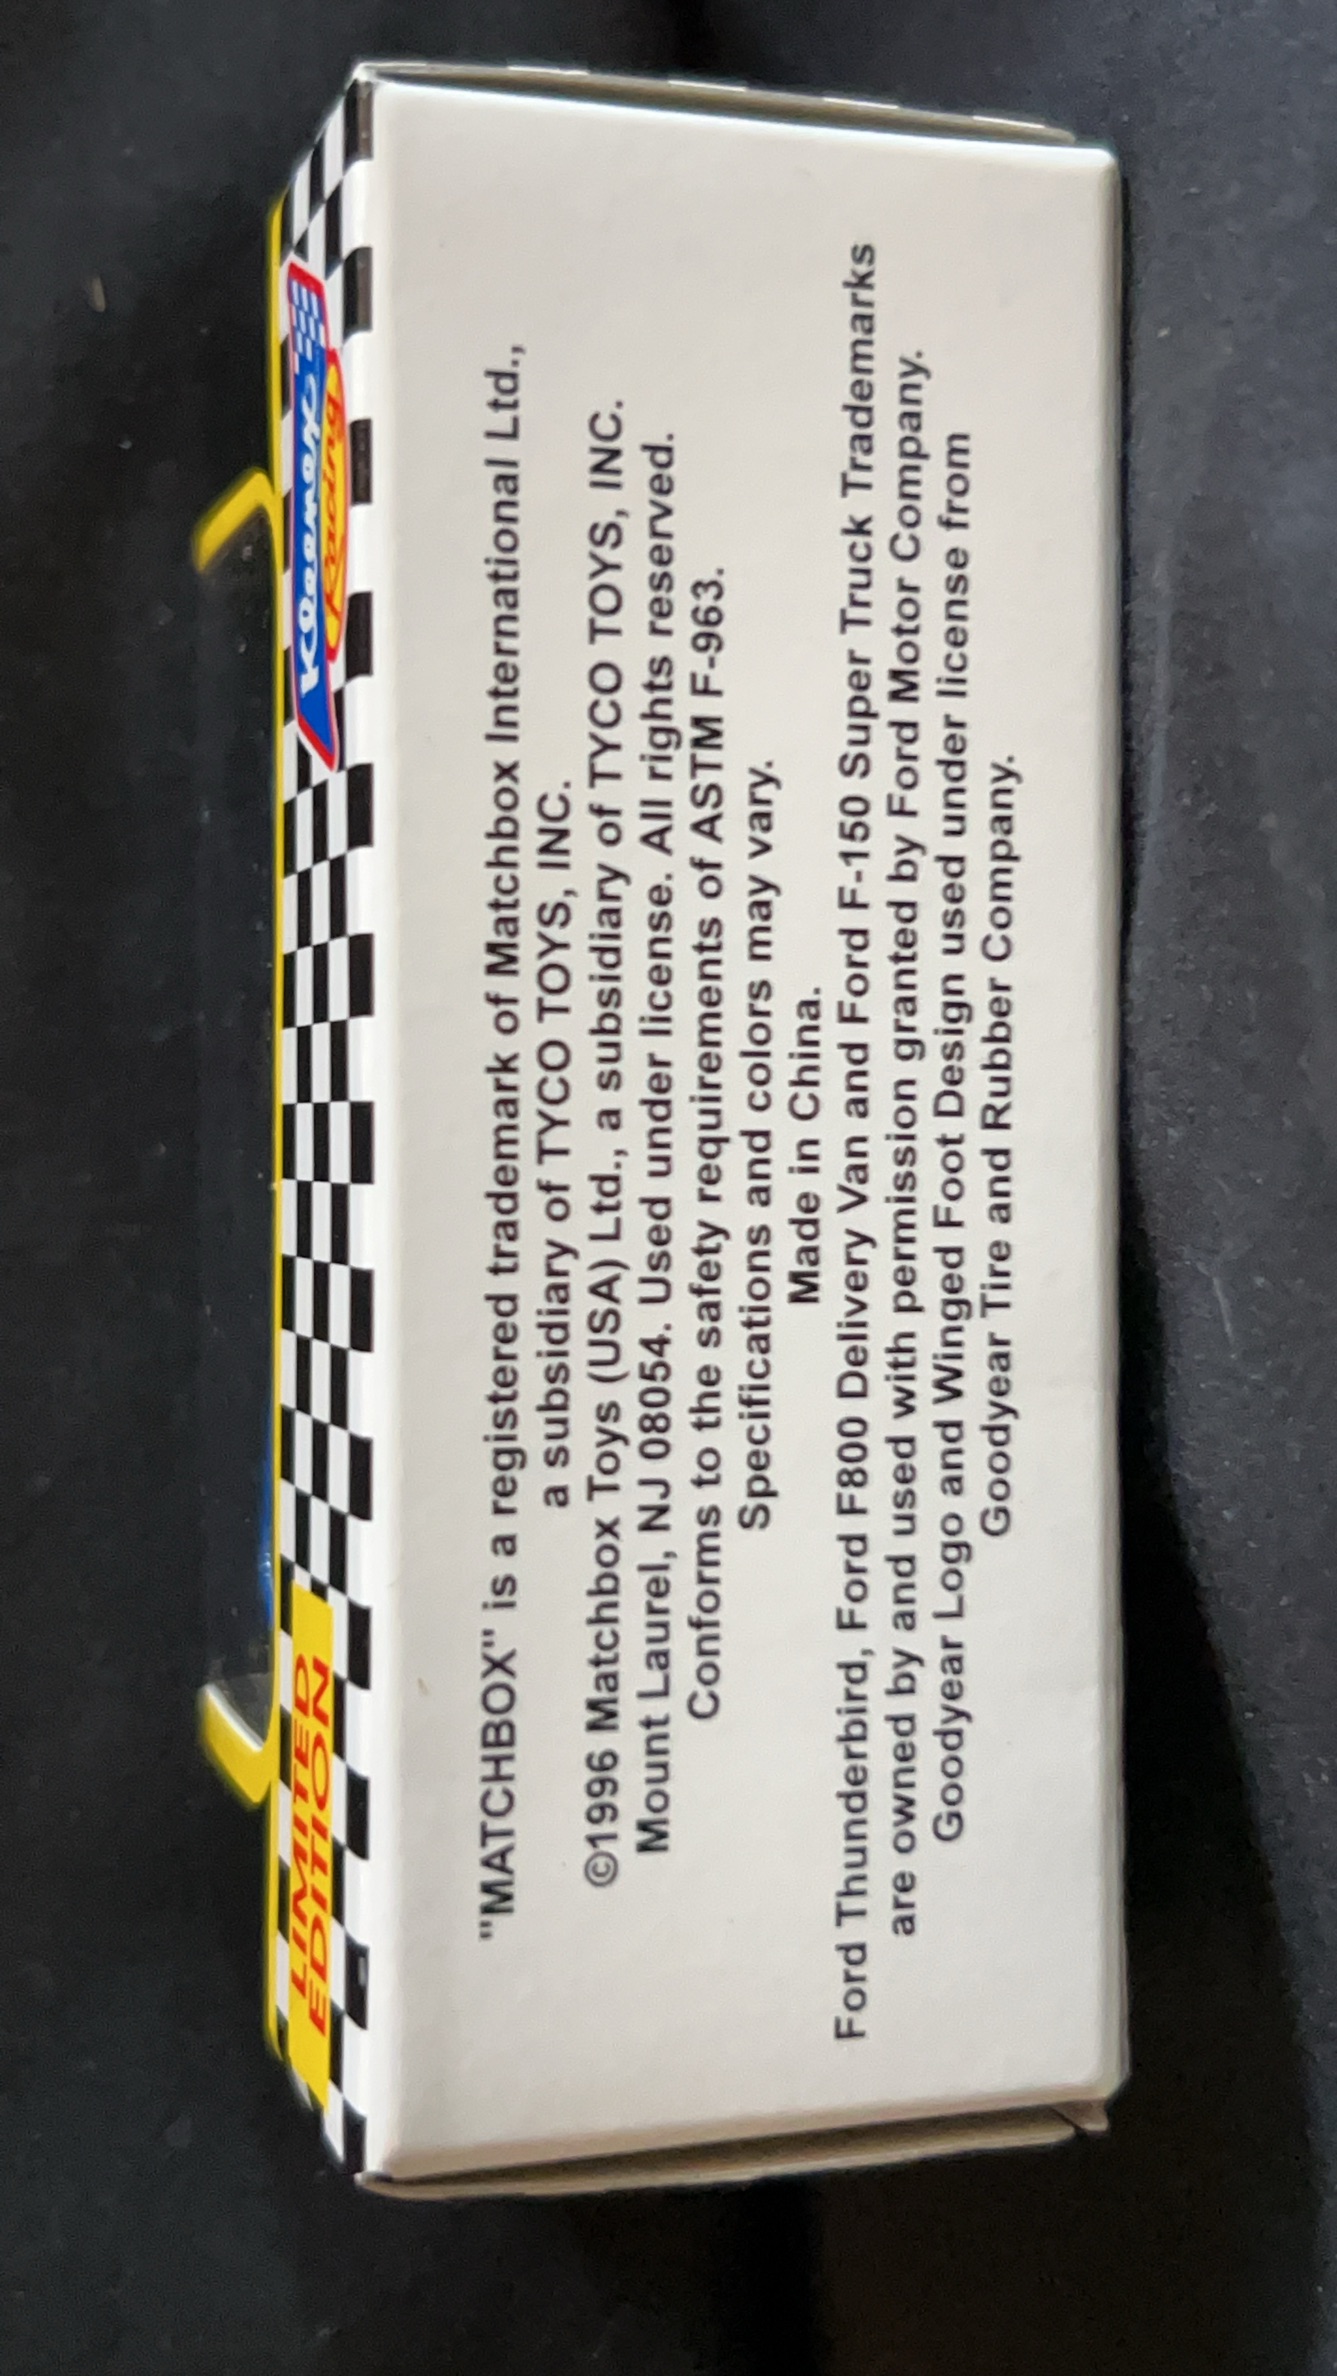 Kleenex
Racing
LIMITED
EDITION
"MATCHBOX" is a registered trademark of Matchbox International Ltd.,
a subsidiary of TYCO TOYS, INC.
©1996 Matchbox Toys (USA) Ltd., a subsidiary of TYCO TOYS, INC.
Mount Laurel, NJ 08054. Used under license. All rights reserved.
Conforms to the safety requirements of ASTM F-963.
Specifications and colors may vary.
Made in China.
Ford Thunderbird, Ford F800 Delivery Van and Ford F-150 Super Truck Trademarks
are owned by and used with permission granted by Ford Motor Company.
Goodyear Logo and Winged Foot Design used under license from
Goodyear Tire and Rubber Company.